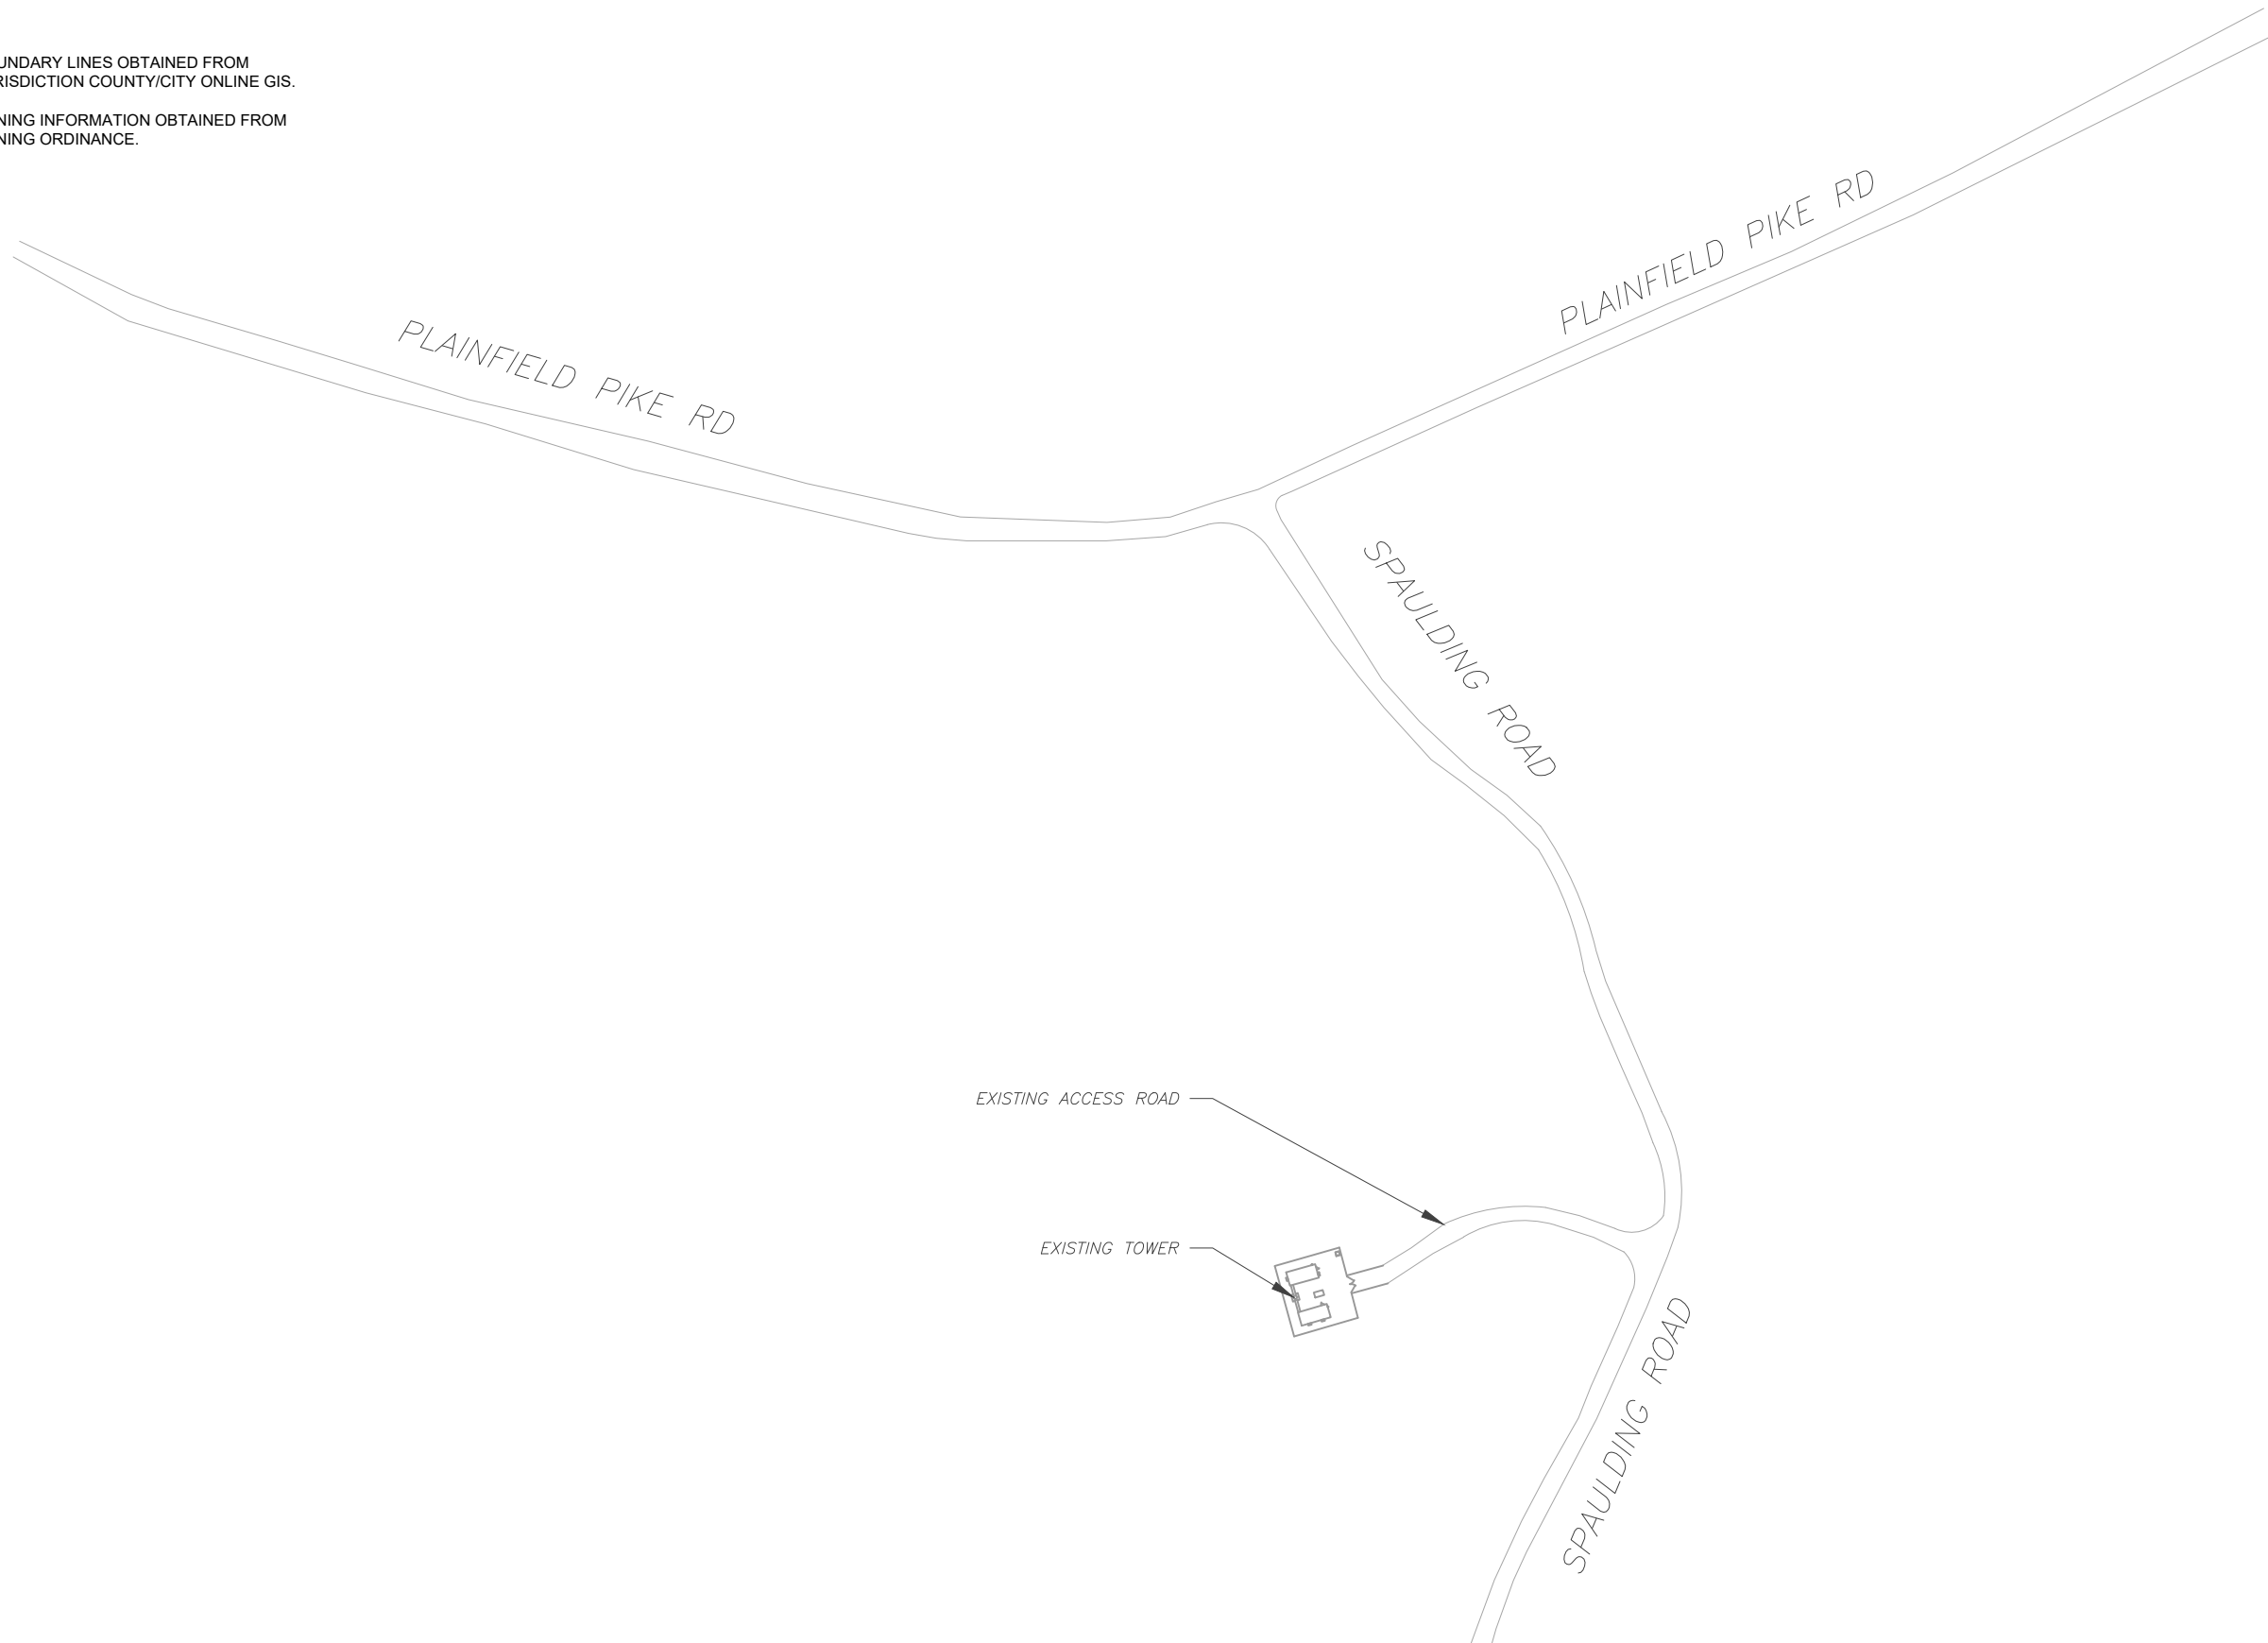 UNDARY LINES OBTAINED FROM
RISDICTION COUNTY/CITY ONLINE GIS.
NING INFORMATION OBTAINED FROM
NING ORDINANCE.
PLAINFIELD PIKE RD
PLAINFIELD PIKE RD
SPAULDING ROAD
EXISTING ACCESS ROAD
EXISTING TOWER
SPAULDING ROAD